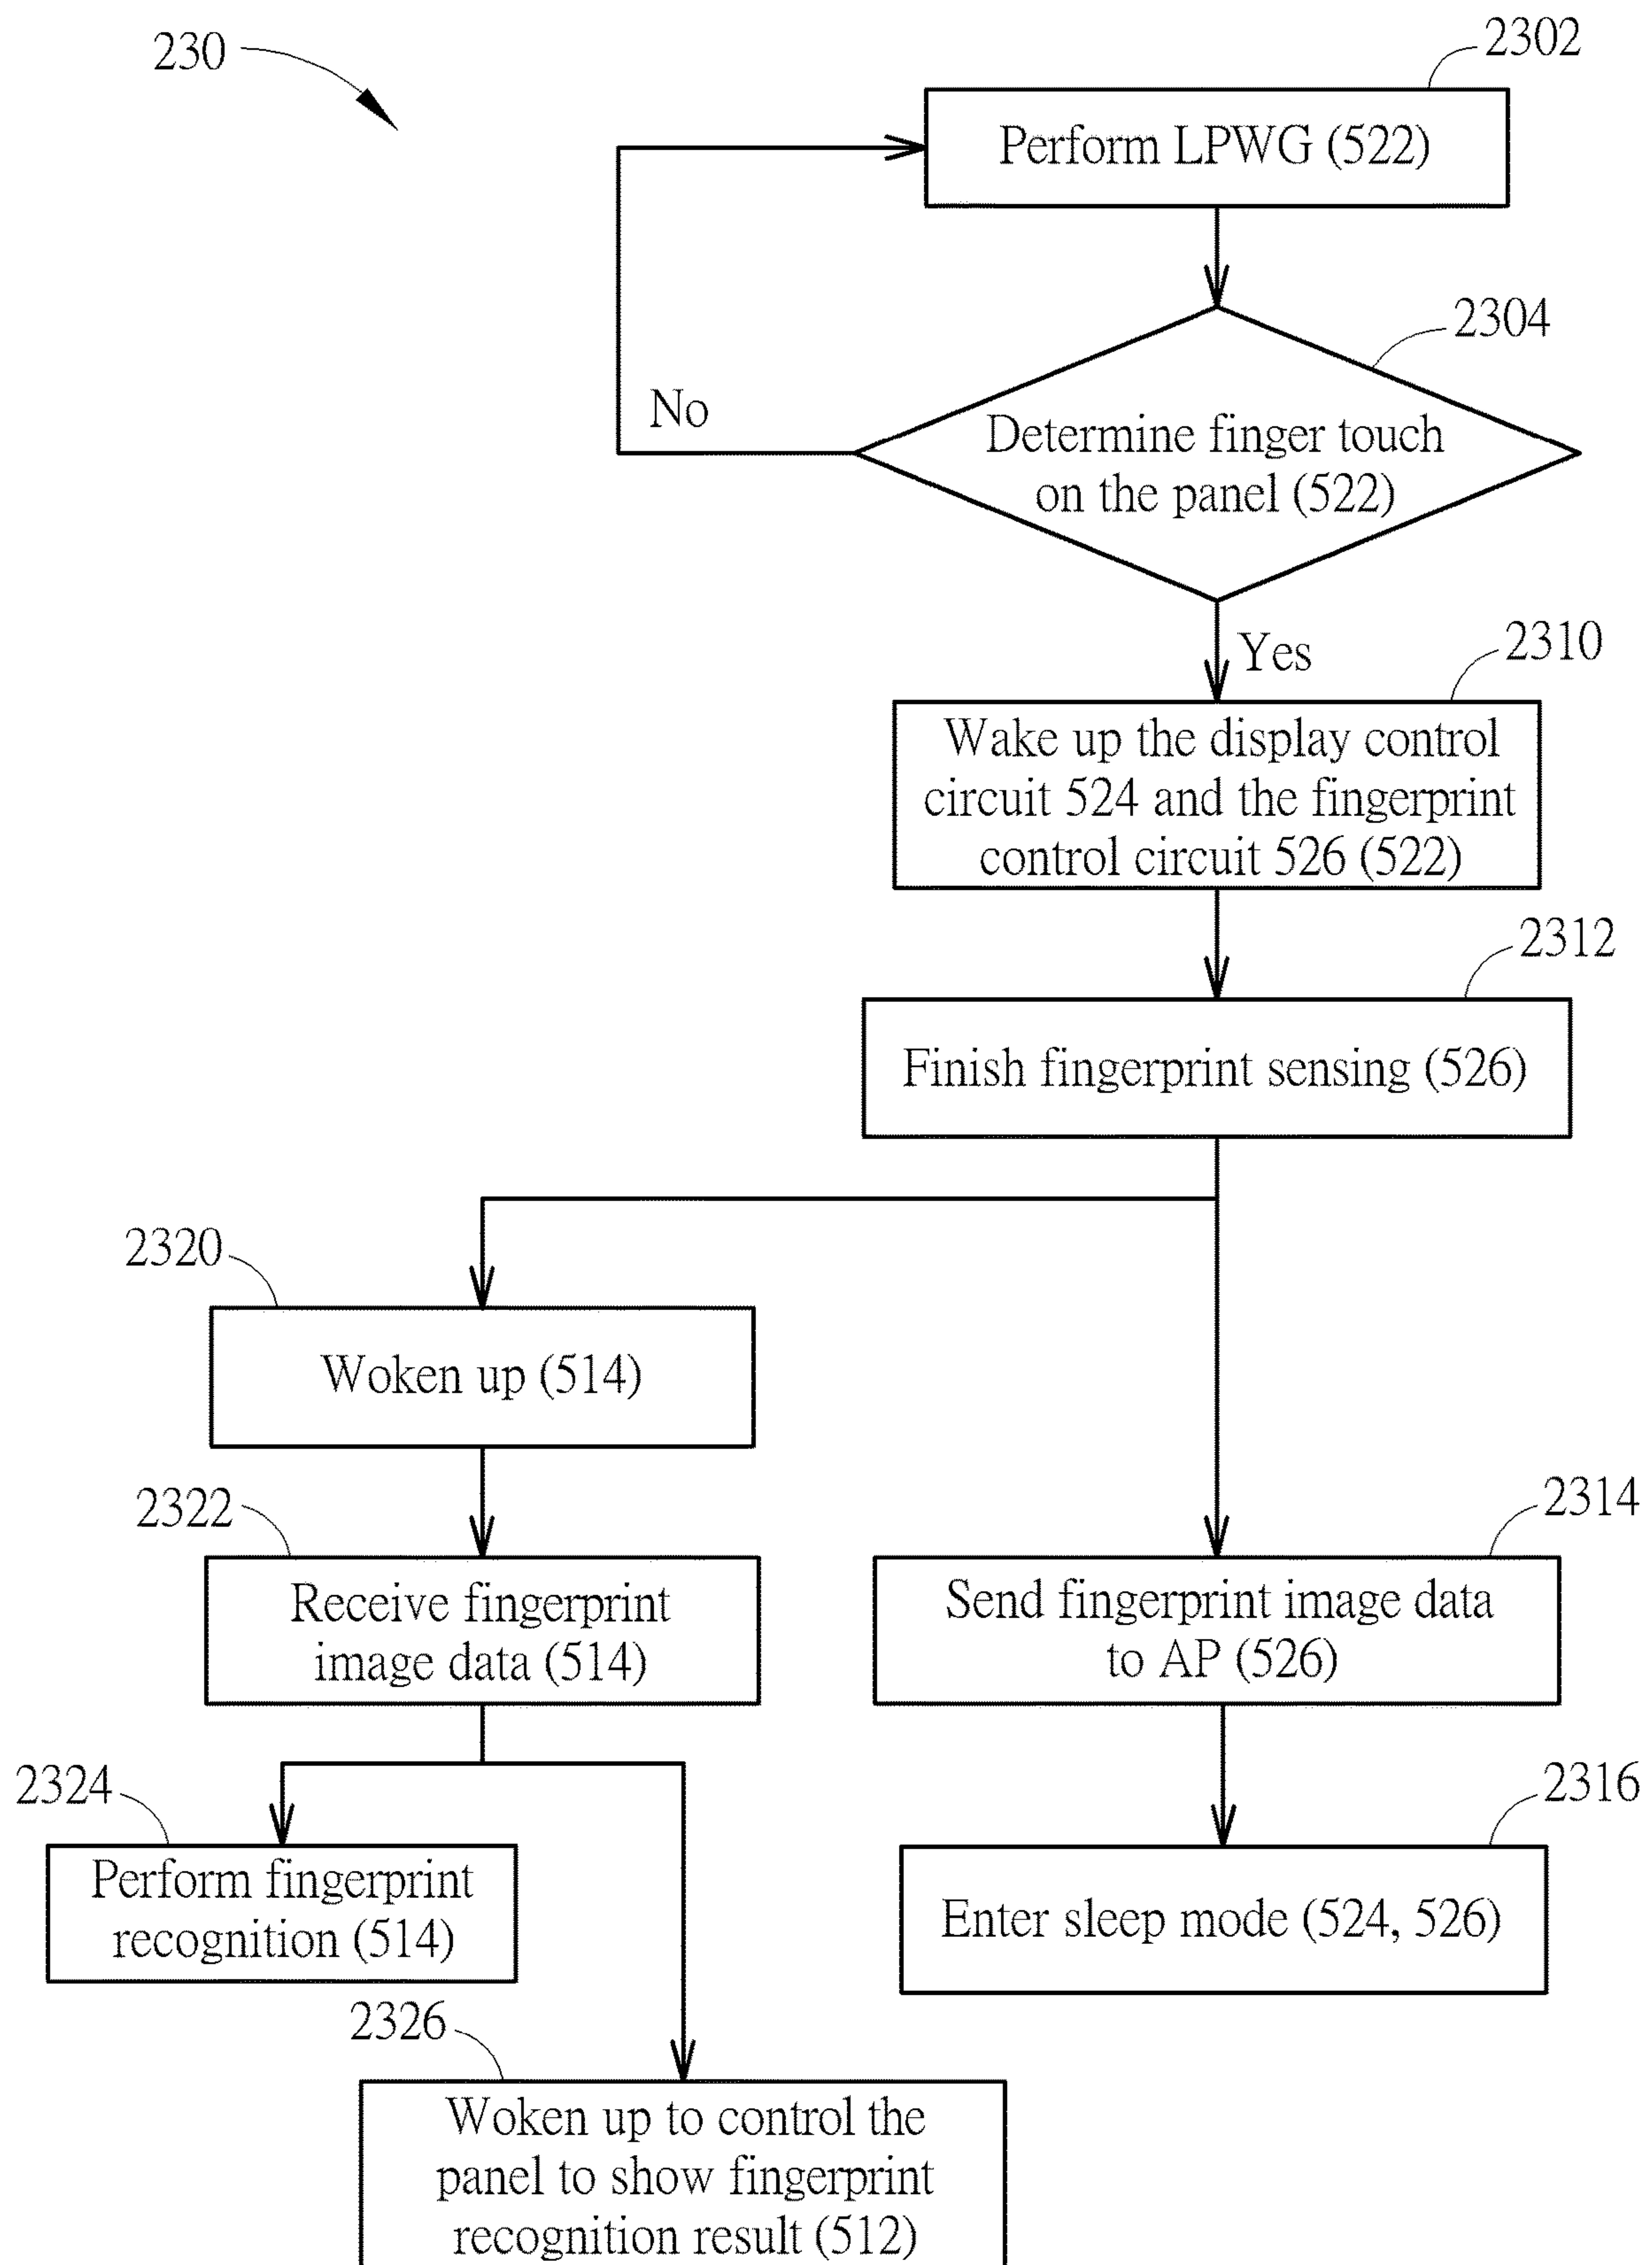 230
2302
Perform LPWG (522)
2304
No
Determine finger touch
on the panel (522)
Yes
2310
Wake up the display control
circuit 524 and the fingerprint
control circuit 526 (522)
2312
Finish fingerprint sensing (526)
2320
Woken up (514)
2322
Receive fingerprint
image data (514)
2314
Send fingerprint image data
to AP (526)
2324
Perform fingerprint
recognition (514)
2316
Enter sleep mode (524, 526)
2326
Woken up to control the
panel to show fingerprint
recognition result (512)